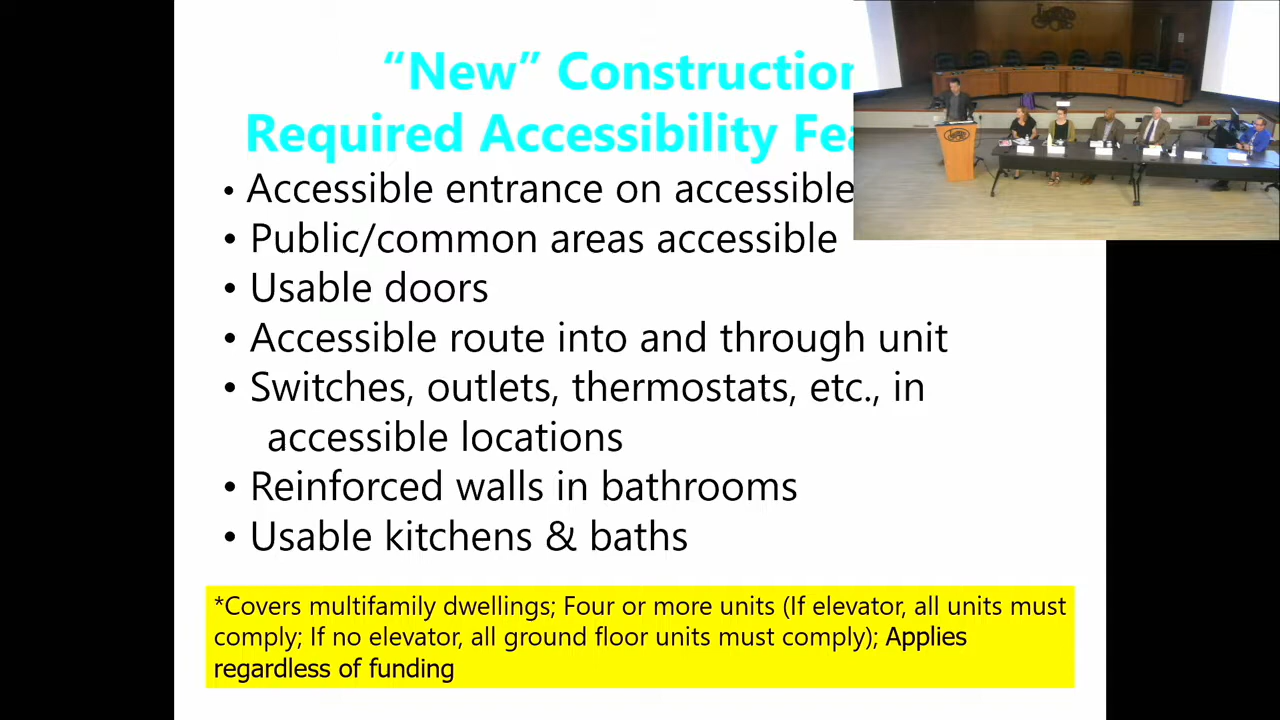 “New” Construction
Required Accessibility
• Accessible entrance on accessible
• Public/common areas accessible
• Usable doors
• Accessible route into and through unit
• Switches, outlets, thermostats, etc., in
accessible locations
• Reinforced walls in bathrooms
• Usable kitchens & baths
*Covers multifamily dwellings; Four or more units (If elevator, all units must
comply; If no elevator, all ground floor units must comply); Applies
regardless of funding